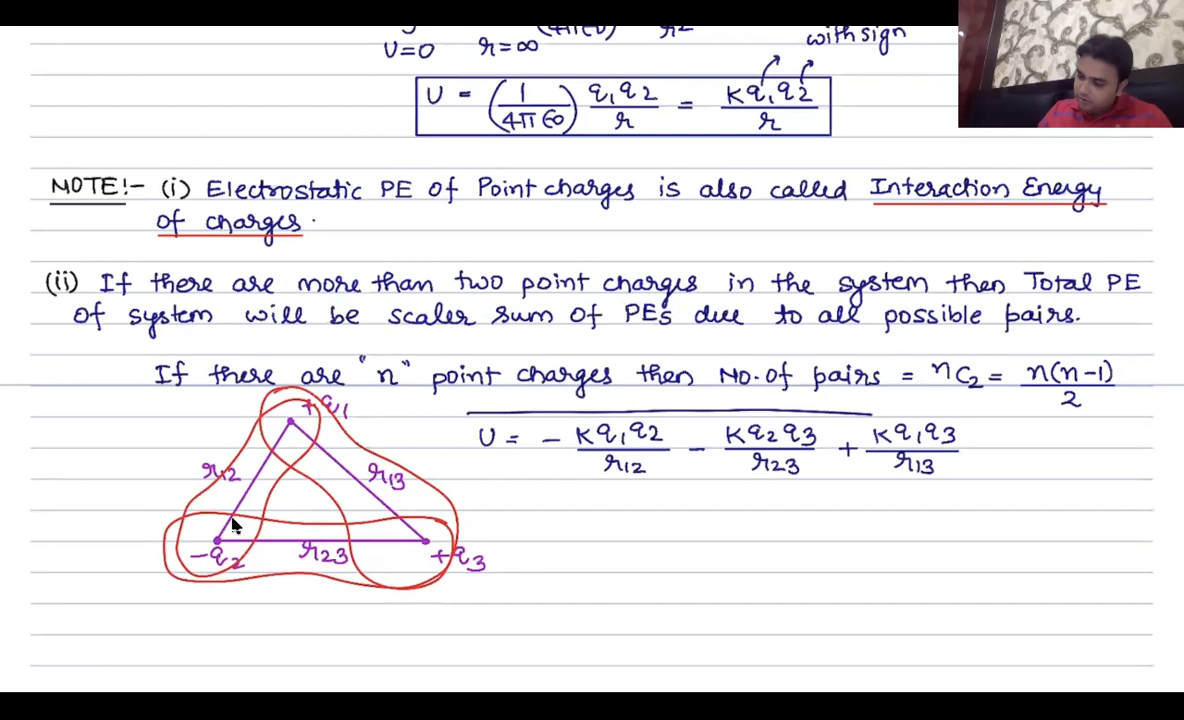 U=0 r=∞ with sign
U = (1/4πϵ0) q1q2/r = Kq1q2/r
NOTE!- (i) Electrostatic PE of Point charges is also called Interaction Energy
of charges.
(ii) If there are more than two point charges in the system then Total PE
of system will be scaler sum of PEs due to all possible pairs.
If there are "n" point charges then No. of pairs = nC2 = n(n-1)/2
+q1
U = - Kq1q2/r12 - Kq2q3/r23 + Kq1q3/r13
r12 r13
-q2 r23 +q3